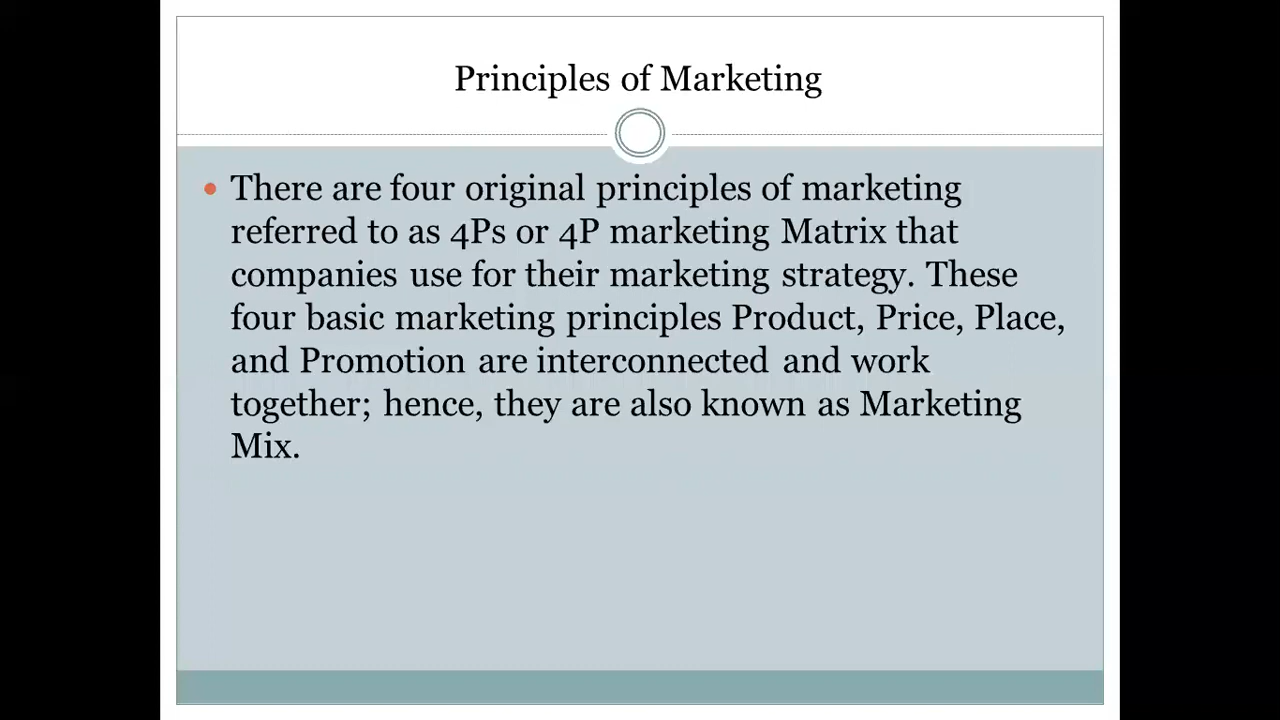 Principles of Marketing
There are four original principles of marketing
referred to as 4Ps or 4P marketing Matrix that
companies use for their marketing strategy. These
four basic marketing principles Product, Price, Place,
and Promotion are interconnected and work
together; hence, they are also known as Marketing
Mix.